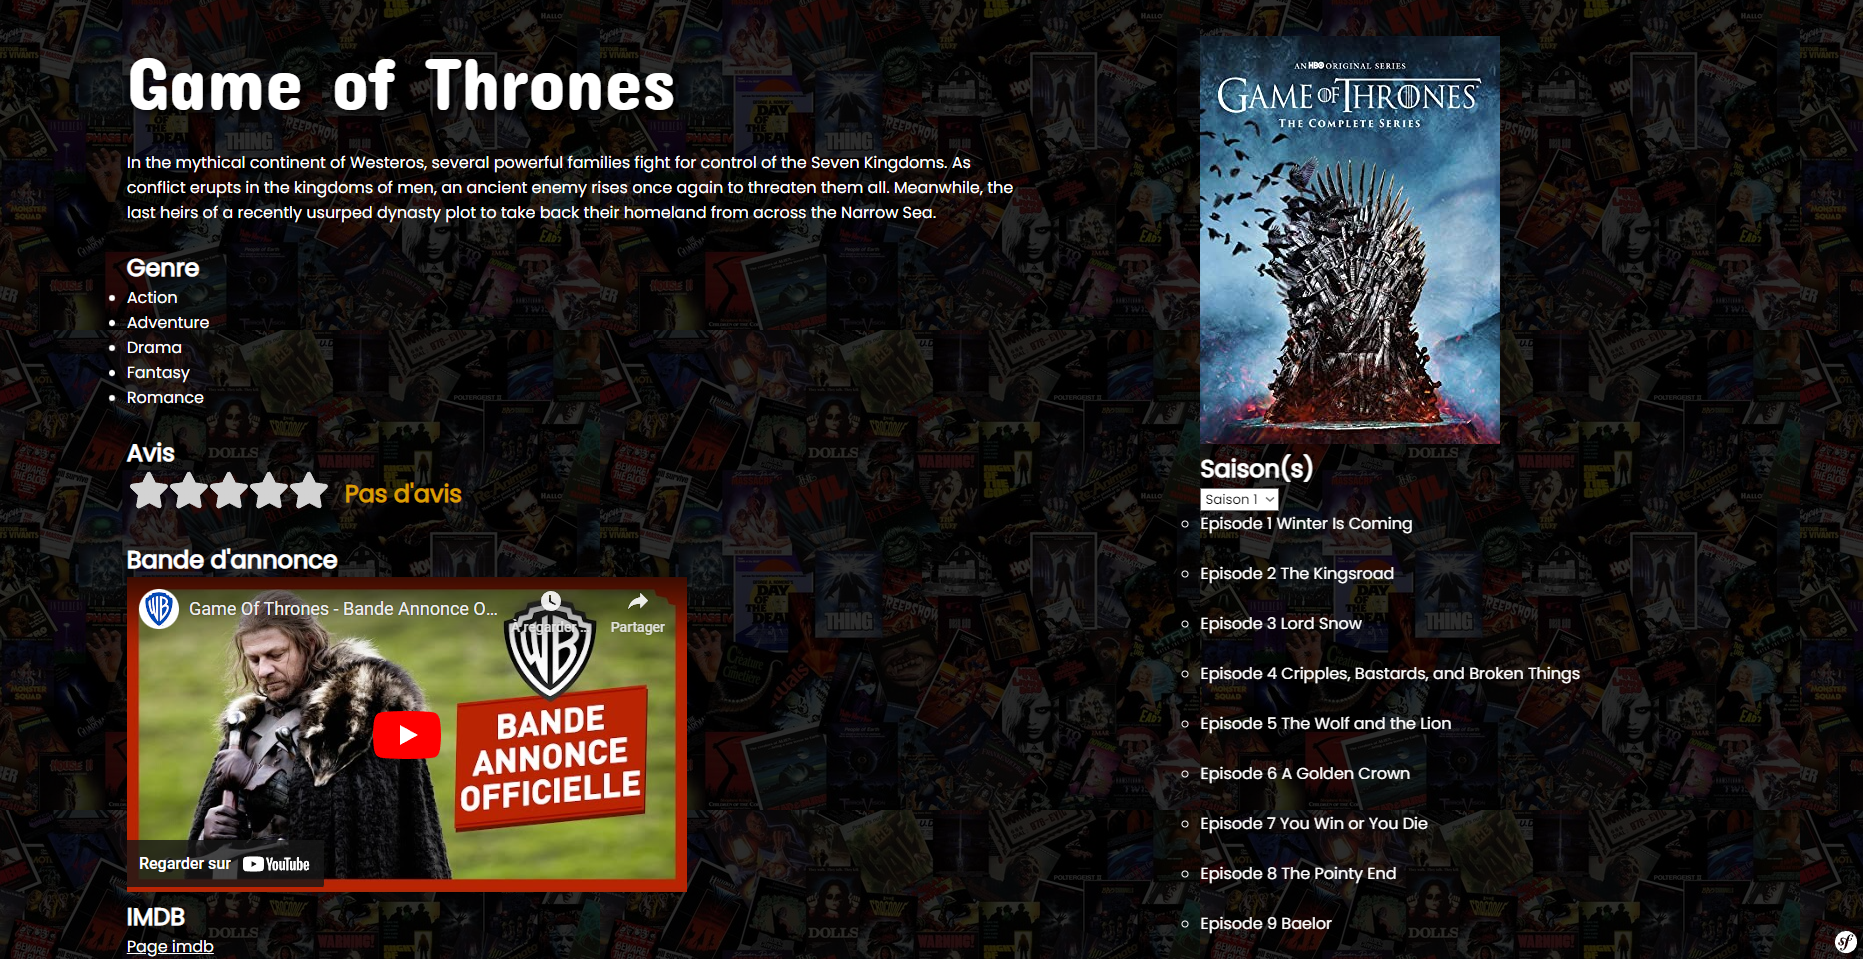 Game of Thrones
In the mythical continent of Westeros, several powerful families fight for control of the Seven Kingdoms. As
conflict erupts in the kingdoms of men, an ancient enemy rises once again to threaten them all. Meanwhile, the
last heirs of a recently usurped dynasty plot to take back their homeland from across the Narrow Sea.
Genre
Action
Adventure
Drama
Fantasy
Romance
Avis
Pas d'avis
Bande d'annonce
Game Of Thrones - Bande Annonce O...
À regarder ...
Partager
WB
BANDE
ANNONCE
OFFICIELLE
Regarder sur YouTube
IMDB
Page imdb
AN HBO ORIGINAL SERIES
GAME OF THRONES
THE COMPLETE SERIES
Saison(s)
Saison 1
Episode 1 Winter Is Coming
Episode 2 The Kingsroad
Episode 3 Lord Snow
Episode 4 Cripples, Bastards, and Broken Things
Episode 5 The Wolf and the Lion
Episode 6 A Golden Crown
Episode 7 You Win or You Die
Episode 8 The Pointy End
Episode 9 Baelor
sf